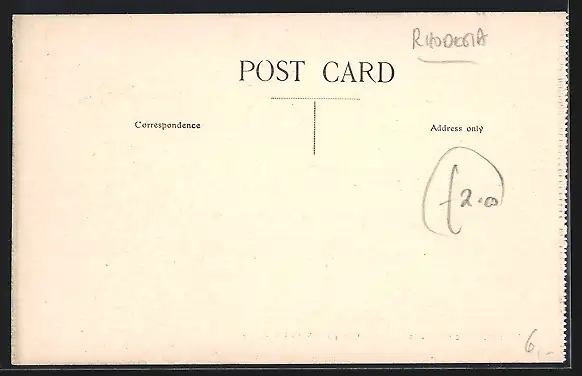 RHODESIA
POST CARD
Correspondence
Address only
£2.00
6,-